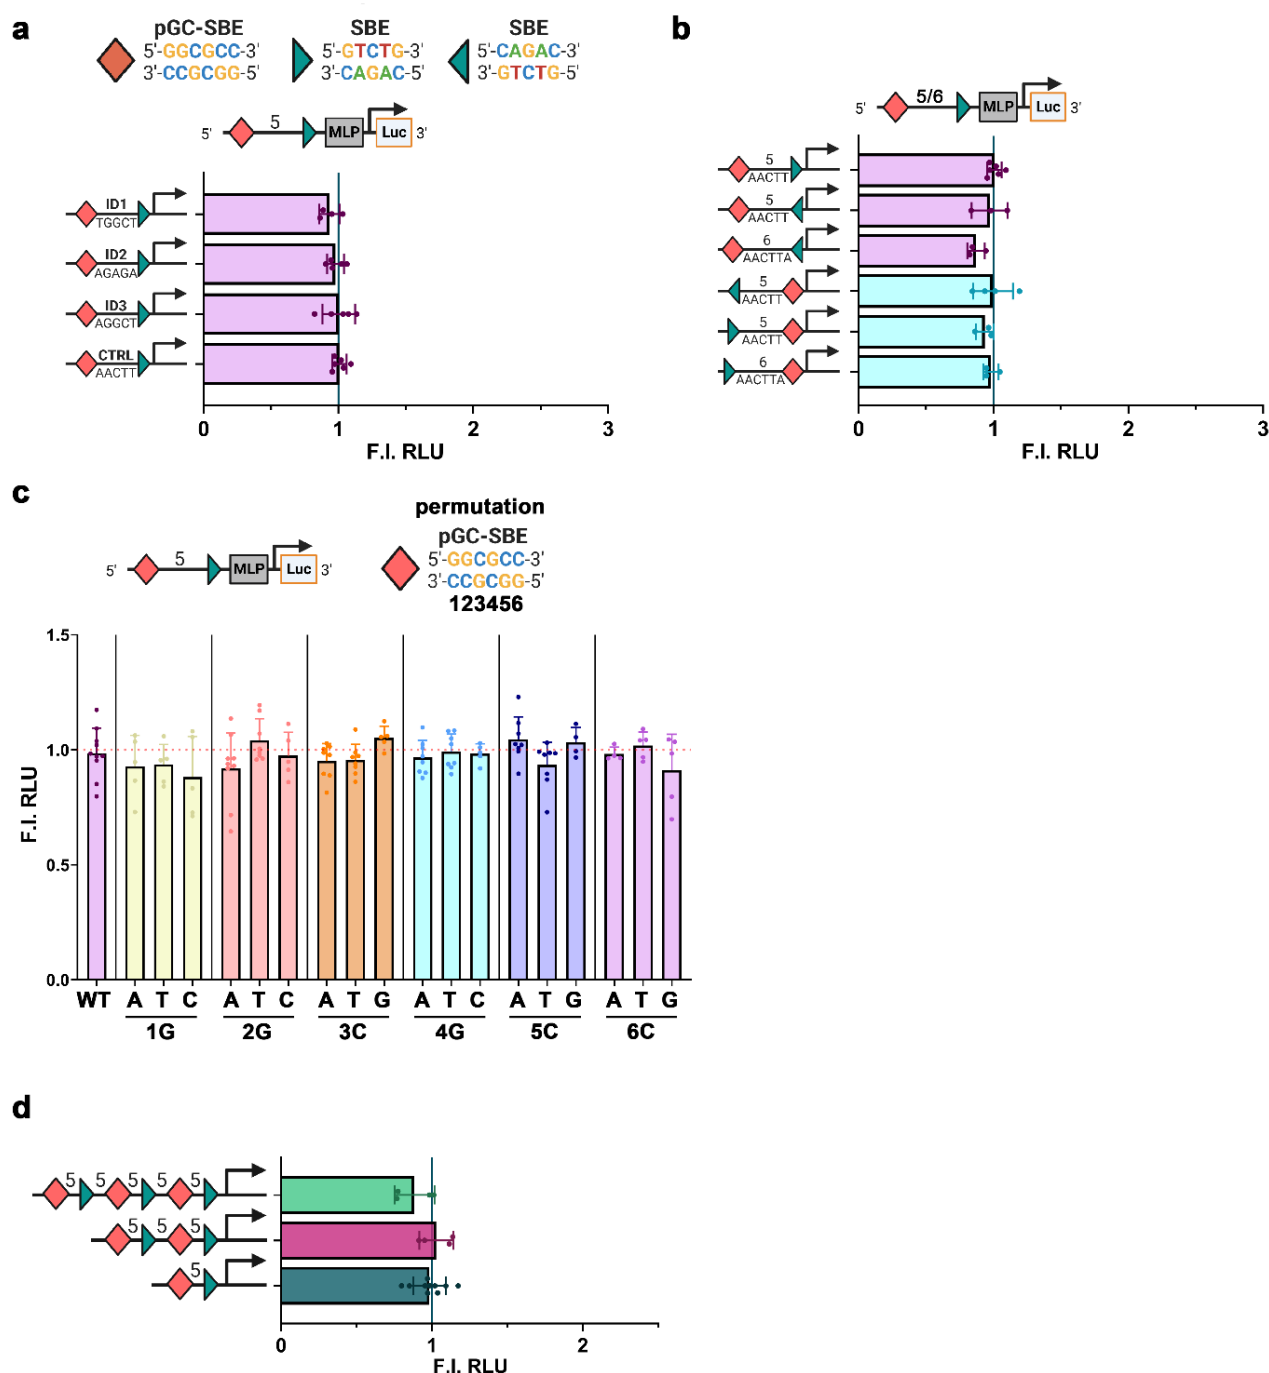 a
pGC-SBE SBE SBE
5'-GGCGCC-3' 5'-GTCTG-3' 5'-CAGAC-3'
3'-CCGCGG-5' 3'-CAGAC-5' 3'-GTCTG-5'
5' 5 MLP Luc 3'
ID1
TGGCT
ID2
AGAGA
ID3
AGGCT
CTRL
AACTT
0 1 2 3
F.I. RLU
b
5' 5/6 MLP Luc 3'
5
AACTT
5
AACTT
6
AACTTA
5
AACTT
5
AACTT
6
AACTTA
0 1 2 3
F.I. RLU
c
permutation
pGC-SBE
5'-GGCGCC-3'
3'-CCGCGG-5'
123456
5' 5 MLP Luc 3'
1.5
1.0
0.5
0.0
F.I. RLU
WT A T C A T C A T G A T C A T G A T G
1G 2G 3C 4G 5C 6C
d
5 5 5 5 5
5 5 5
5
0 1 2
F.I. RLU